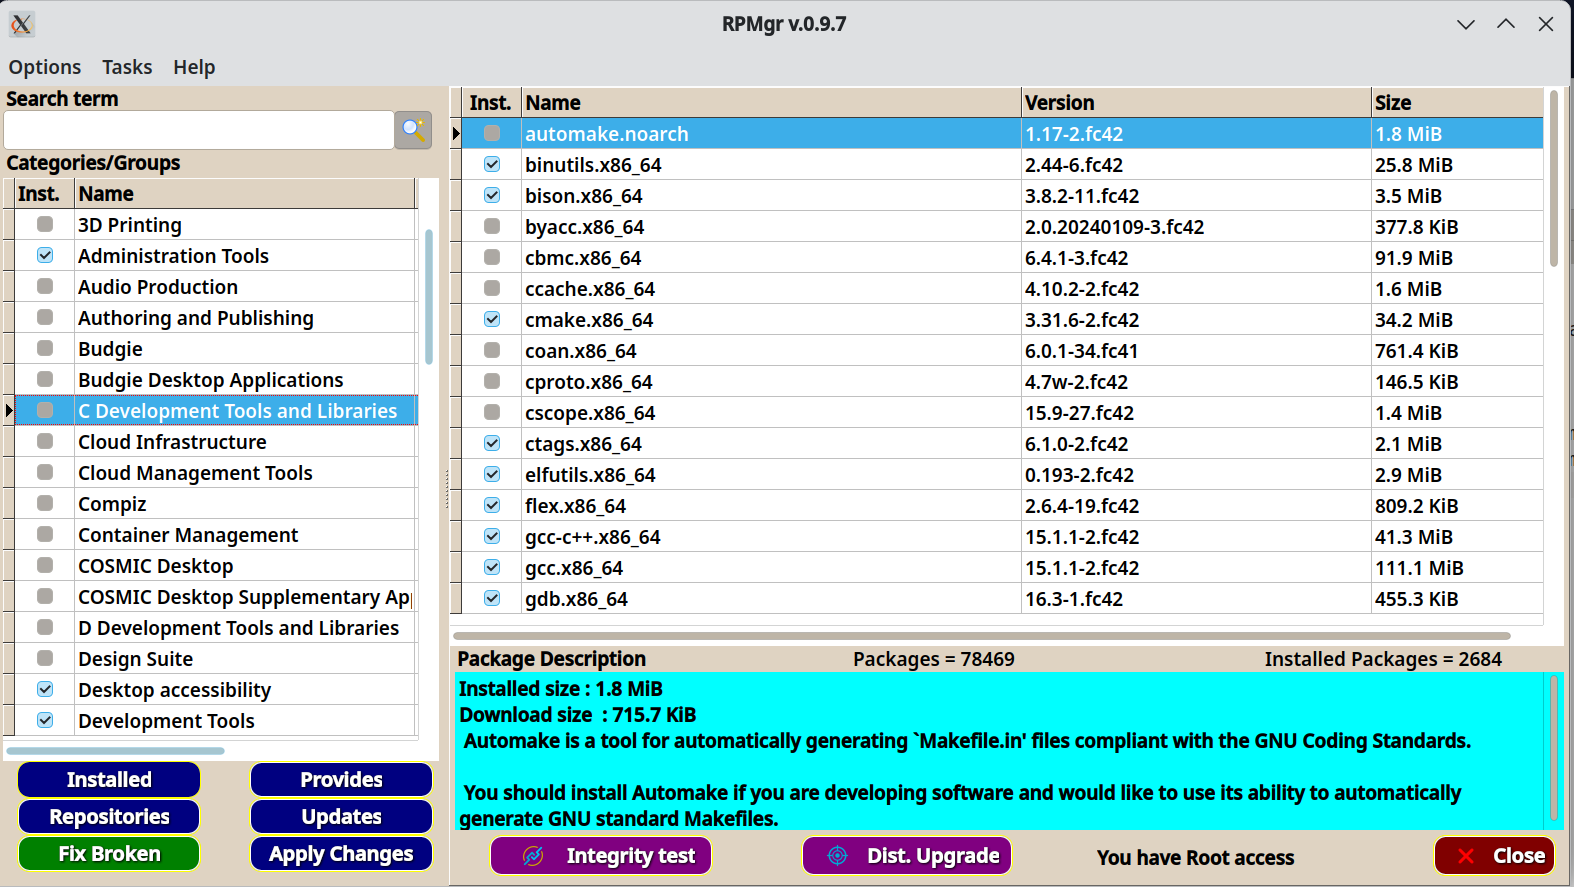 RPMgr v.0.9.7
Options Tasks Help
Search term
Categories/Groups
Inst. Name
3D Printing
Administration Tools
Audio Production
Authoring and Publishing
Budgie
Budgie Desktop Applications
C Development Tools and Libraries
Cloud Infrastructure
Cloud Management Tools
Compiz
Container Management
COSMIC Desktop
COSMIC Desktop Supplementary Ap
D Development Tools and Libraries
Design Suite
Desktop accessibility
Development Tools
Installed Provides
Repositories Updates
Fix Broken Apply Changes
Inst. Name Version Size
automake.noarch 1.17-2.fc42 1.8 MiB
binutils.x86_64 2.44-6.fc42 25.8 MiB
bison.x86_64 3.8.2-11.fc42 3.5 MiB
byacc.x86_64 2.0.20240109-3.fc42 377.8 KiB
cbmc.x86_64 6.4.1-3.fc42 91.9 MiB
ccache.x86_64 4.10.2-2.fc42 1.6 MiB
cmake.x86_64 3.31.6-2.fc42 34.2 MiB
coan.x86_64 6.0.1-34.fc41 761.4 KiB
cproto.x86_64 4.7w-2.fc42 146.5 KiB
cscope.x86_64 15.9-27.fc42 1.4 MiB
ctags.x86_64 6.1.0-2.fc42 2.1 MiB
elfutils.x86_64 0.193-2.fc42 2.9 MiB
flex.x86_64 2.6.4-19.fc42 809.2 KiB
gcc-c++.x86_64 15.1.1-2.fc42 41.3 MiB
gcc.x86_64 15.1.1-2.fc42 111.1 MiB
gdb.x86_64 16.3-1.fc42 455.3 KiB
Package Description Packages = 78469 Installed Packages = 2684
Installed size : 1.8 MiB
Download size : 715.7 KiB
Automake is a tool for automatically generating `Makefile.in' files compliant with the GNU Coding Standards.
You should install Automake if you are developing software and would like to use its ability to automatically
generate GNU standard Makefiles.
Integrity test Dist. Upgrade You have Root access Close